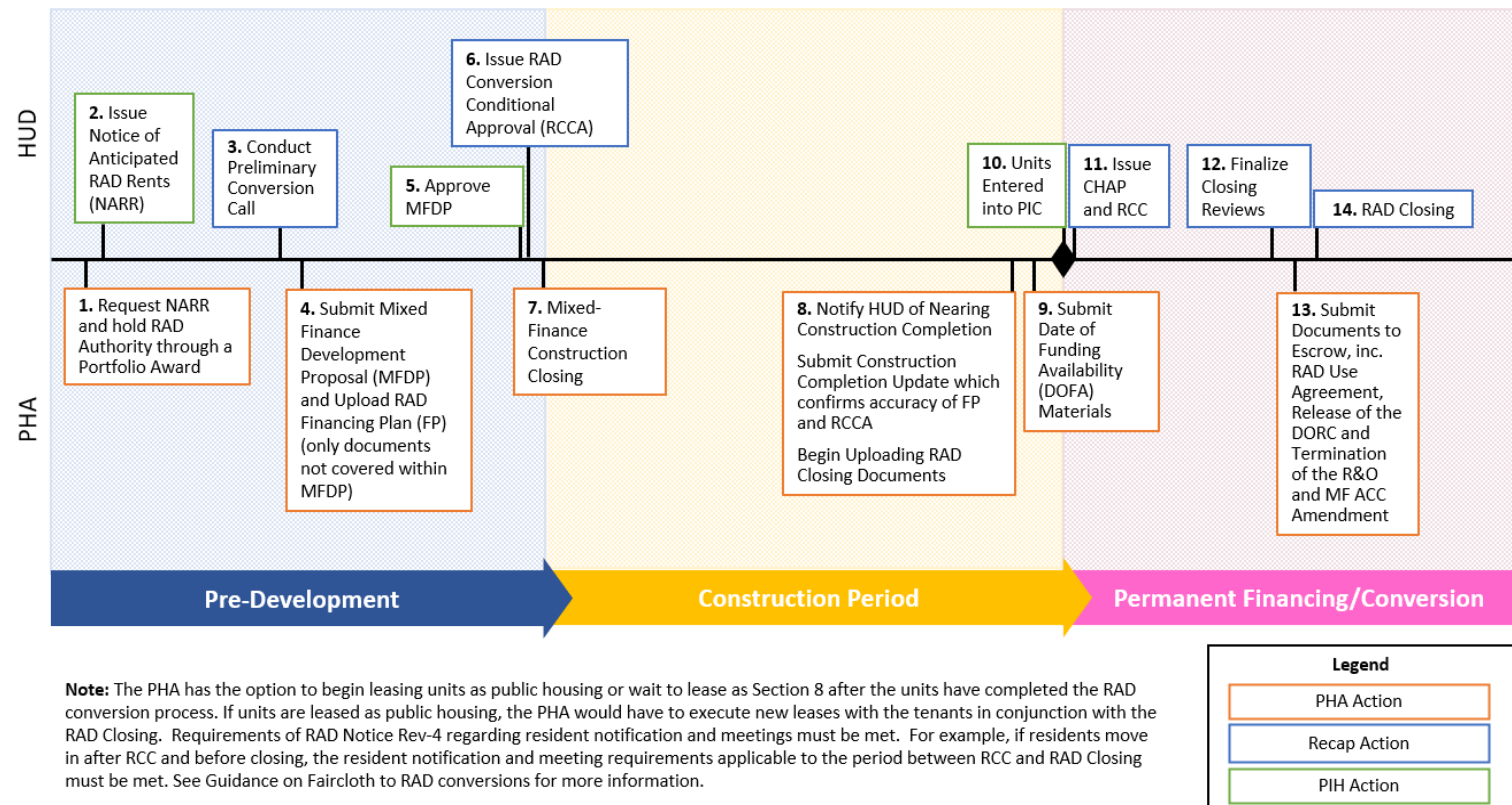 HUD
PHA
6. Issue RAD
Conversion
Conditional
Approval (RCCA)
2. Issue
Notice of
Anticipated
RAD Rents
(NARR)
3. Conduct
Preliminary
Conversion
Call
5. Approve
MFDP
10. Units
Entered
into PIC
11. Issue
CHAP
and RCC
12. Finalize
Closing
Reviews
14. RAD Closing
1. Request NARR
and hold RAD
Authority through a
Portfolio Award
4. Submit Mixed
Finance
Development
Proposal (MFDP)
and Upload RAD
Financing Plan (FP)
(only documents
not covered within
MFDP)
7. Mixed-
Finance
Construction
Closing
8. Notify HUD of Nearing
Construction Completion
Submit Construction
Completion Update which
confirms accuracy of FP
and RCCA
Begin Uploading RAD
Closing Documents
9. Submit
Date of
Funding
Availability
(DOFA)
Materials
13. Submit
Documents to
Escrow, inc.
RAD Use
Agreement,
Release of the
DORC and
Termination
of the R&O
and MF ACC
Amendment
Pre-Development
Construction Period
Permanent Financing/Conversion
Note: The PHA has the option to begin leasing units as public housing or wait to lease as Section 8 after the units have completed the RAD
conversion process. If units are leased as public housing, the PHA would have to execute new leases with the tenants in conjunction with the
RAD Closing. Requirements of RAD Notice Rev-4 regarding resident notification and meetings must be met. For example, if residents move
in after RCC and before closing, the resident notification and meeting requirements applicable to the period between RCC and RAD Closing
must be met. See Guidance on Faircloth to RAD conversions for more information.
Legend
PHA Action
Recap Action
PIH Action